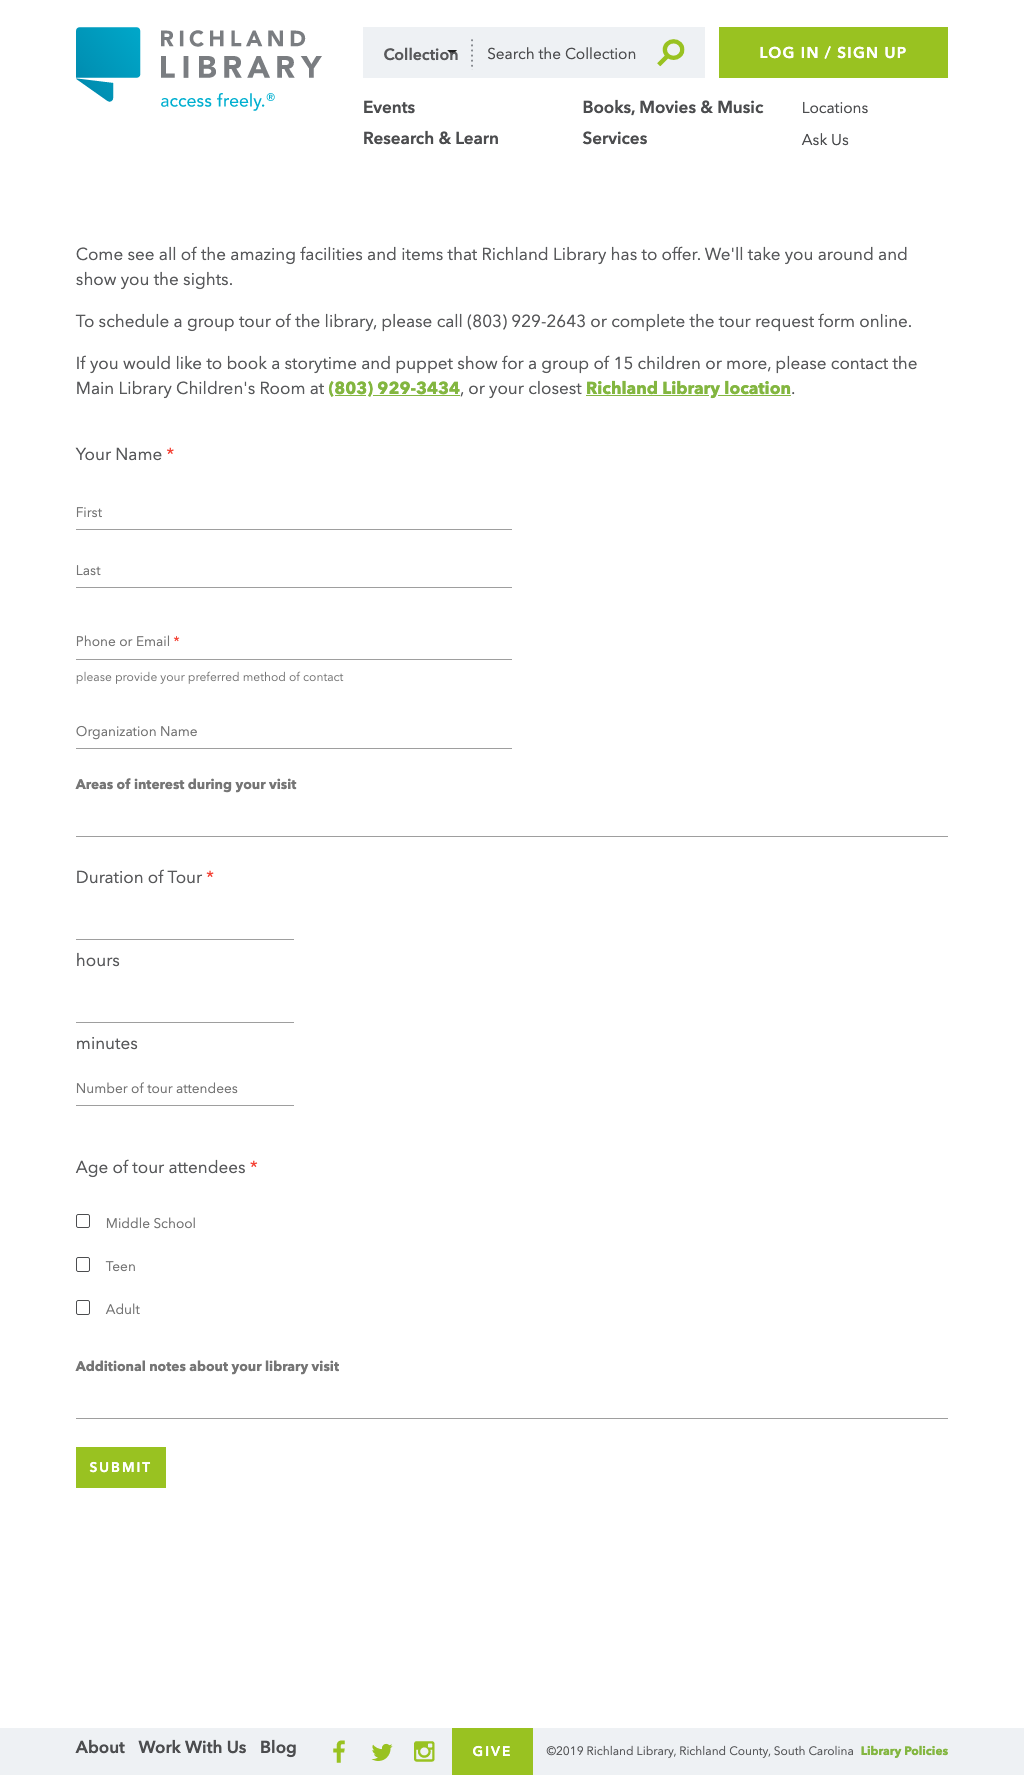 RICHLAND
LIBRARY
access freely.®
Collection
Search the Collection
LOG IN / SIGN UP
Events
Books, Movies & Music
Locations
Research & Learn
Services
Ask Us
Come see all of the amazing facilities and items that Richland Library has to offer. We'll take you around and
show you the sights.
To schedule a group tour of the library, please call (803) 929-2643 or complete the tour request form online.
If you would like to book a storytime and puppet show for a group of 15 children or more, please contact the
Main Library Children's Room at (803) 929-3434, or your closest Richland Library location.
Your Name *
First
Last
Phone or Email *
please provide your preferred method of contact
Organization Name
Areas of interest during your visit
Duration of Tour *
hours
minutes
Number of tour attendees
Age of tour attendees *
Middle School
Teen
Adult
Additional notes about your library visit
SUBMIT
About Work With Us Blog
GIVE
©2019 Richland Library, Richland County, South Carolina Library Policies